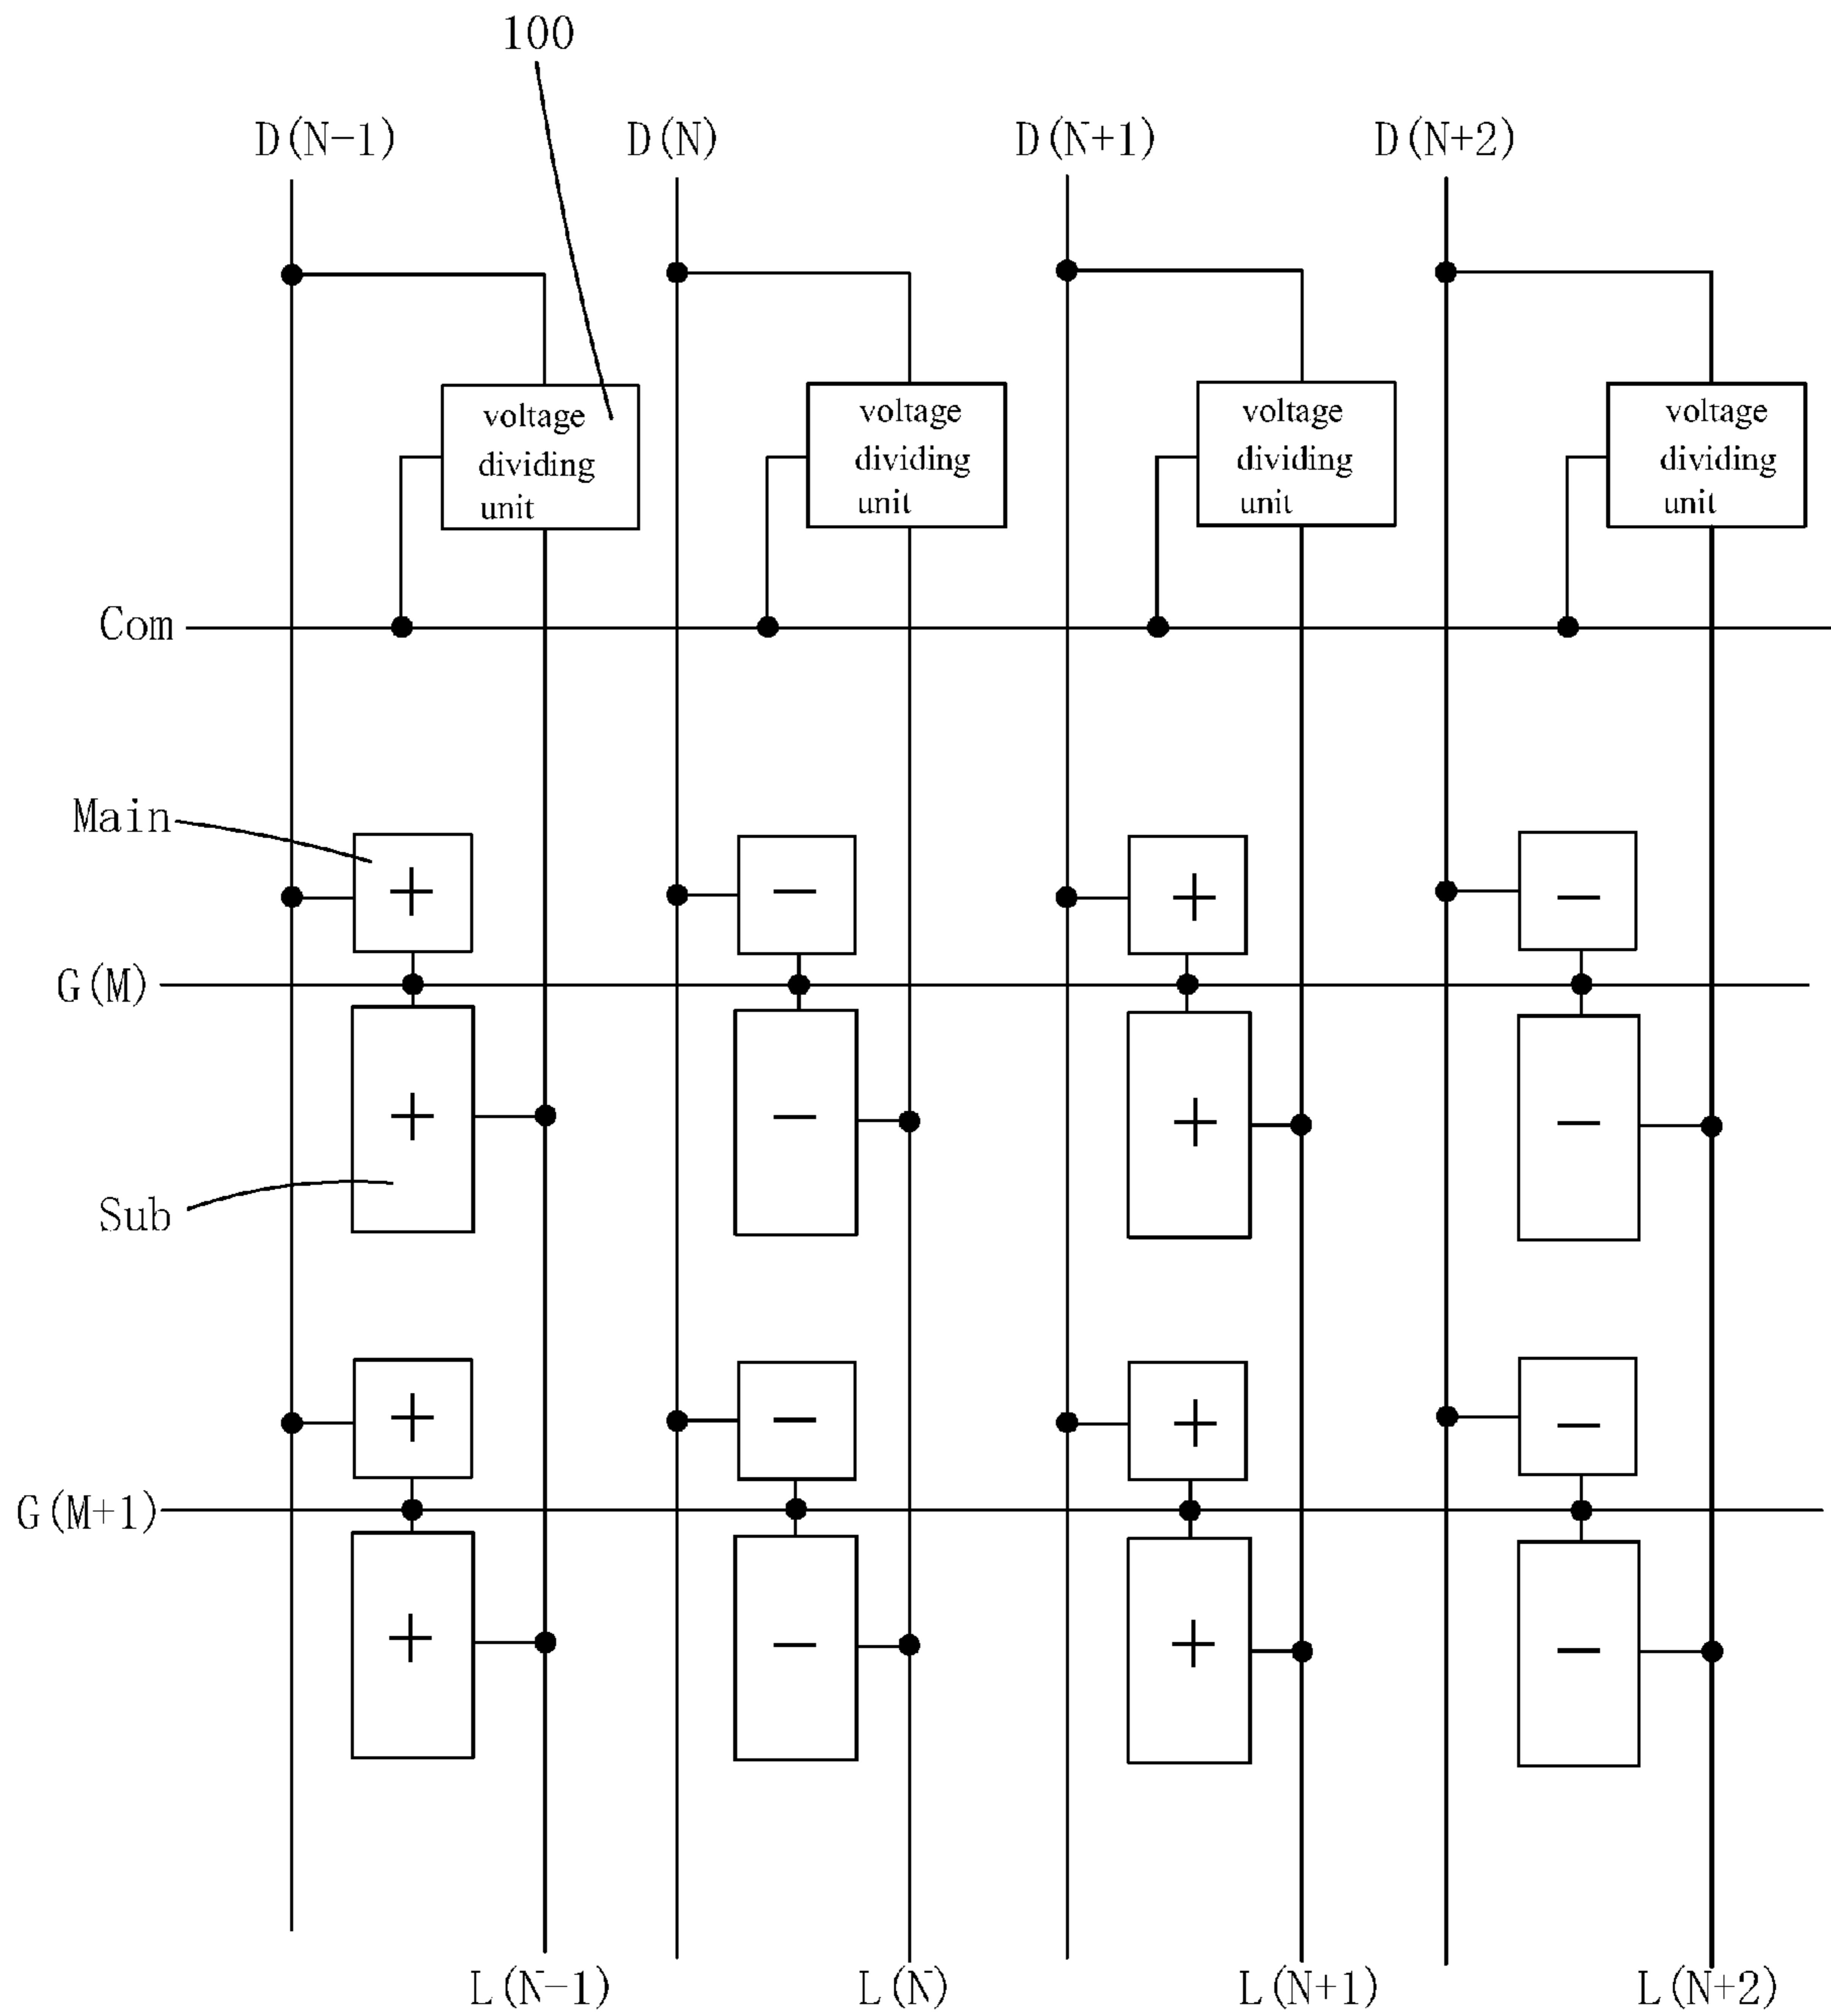 100
D(N-1) D(N) D(N+1) D(N+2)
voltage voltage voltage voltage
dividing dividing dividing dividing
unit unit unit unit
Com
Main
+ − + −
G(M)
+ − + −
Sub
+ − + −
G(M+1)
+ − + −
L(N-1) L(N) L(N+1) L(N+2)